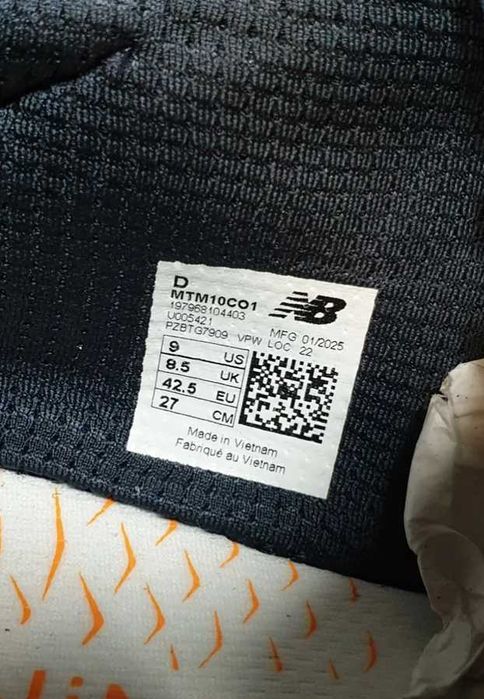 D
MTM10CO1
197968104403
U005421
PZBTG7909 VPW LOC 22
MFG 01/2025
NB
9 US
8.5 UK
42.5 EU
27 CM
Made in Vietnam
Fabriqué au Vietnam